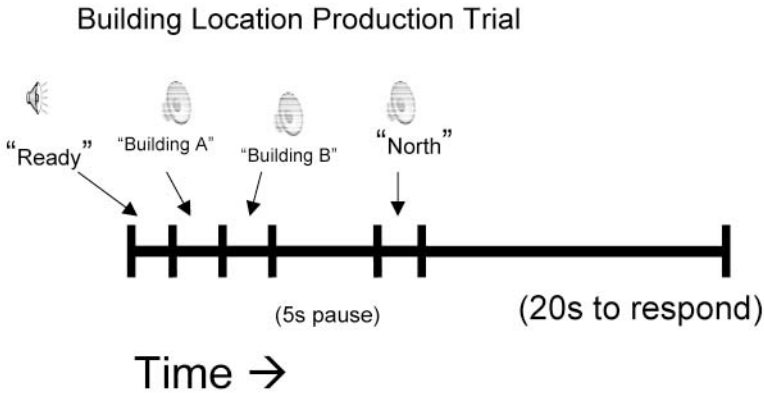 Building Location Production Trial
“Ready”
“Building A”
“Building B”
“North”
(5s pause)
(20s to respond)
Time →